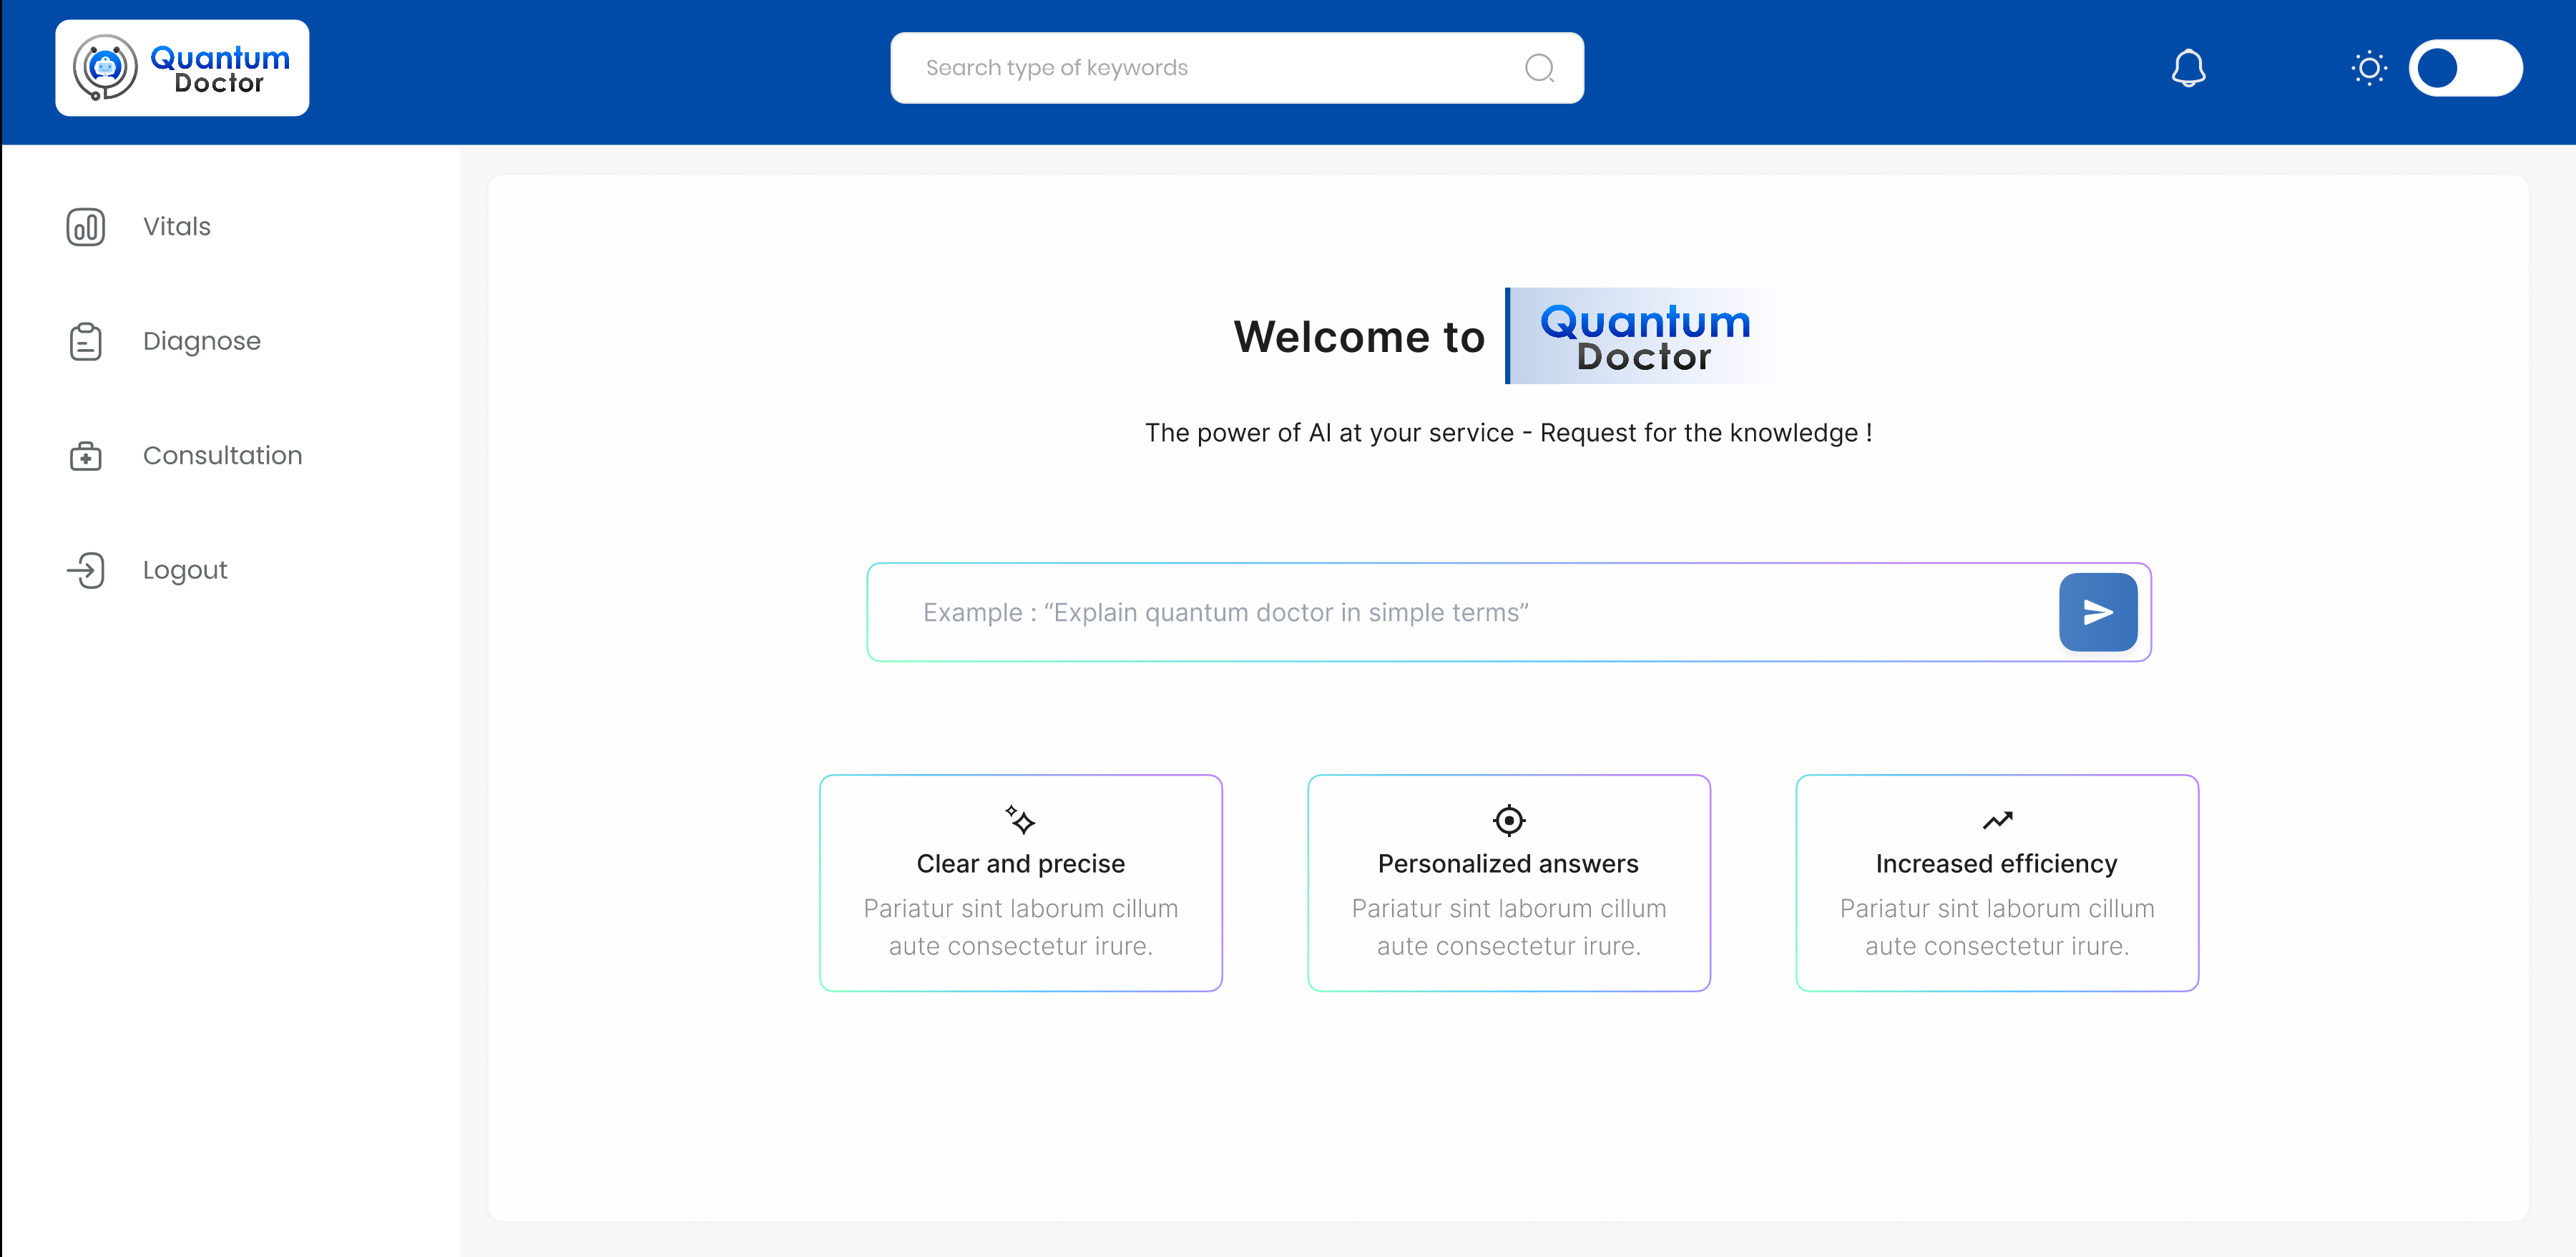 Quantum
Doctor
Search type of keywords
Vitals
Diagnose
Consultation
Logout
Welcome to
Quantum
Doctor
The power of AI at your service - Request for the knowledge !
Example : “Explain quantum doctor in simple terms”
Clear and precise
Pariatur sint laborum cillum
aute consectetur irure.
Personalized answers
Pariatur sint laborum cillum
aute consectetur irure.
Increased efficiency
Pariatur sint laborum cillum
aute consectetur irure.